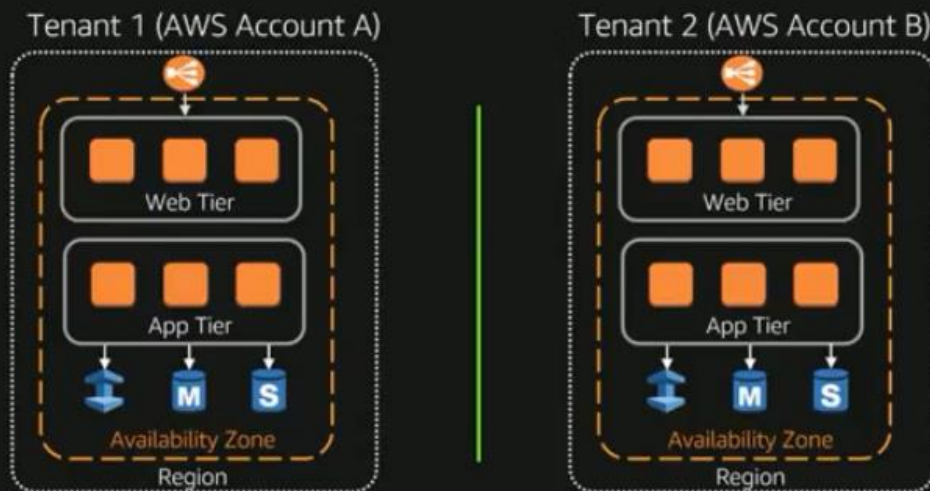 Tenant 1 (AWS Account A)
Web Tier
App Tier
M
S
Availability Zone
Region
Tenant 2 (AWS Account B)
Web Tier
App Tier
M
S
Availability Zone
Region